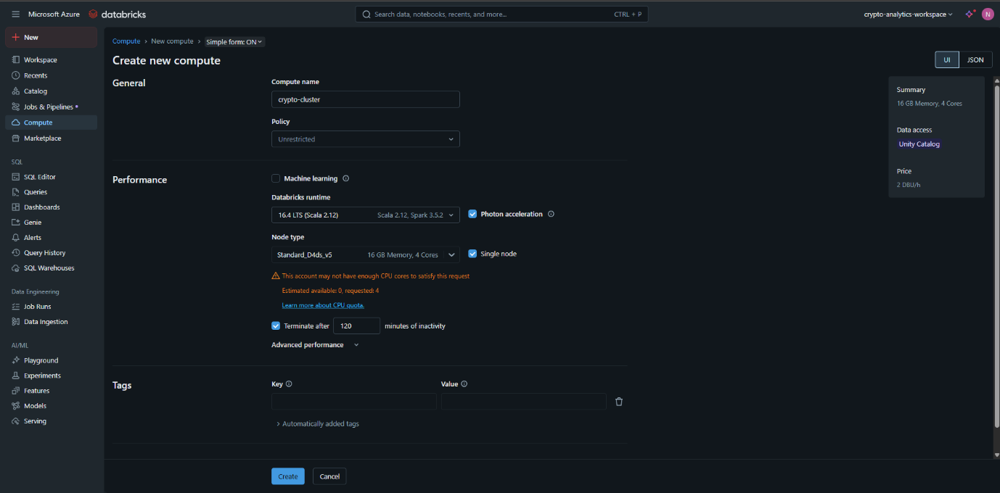 Microsoft Azure databricks
Search data, notebooks, recents, and more... CTRL + P
crypto-analytics-workspace
N
New
Workspace
Recents
Catalog
Jobs & Pipelines
Compute
Marketplace
SQL
SQL Editor
Queries
Dashboards
Genie
Alerts
Query History
SQL Warehouses
Data Engineering
Job Runs
Data Ingestion
AI/ML
Playground
Experiments
Features
Models
Serving
Compute > New compute > Simple form: ON
Create new compute
UI JSON
General
Compute name
crypto-cluster
Policy
Unrestricted
Performance
Machine learning
Databricks runtime
16.4 LTS (Scala 2.12) Scala 2.12, Spark 3.5.2
Photon acceleration
Node type
Standard_D4ds_v5 16 GB Memory, 4 Cores
Single node
This account may not have enough CPU cores to satisfy this request
Estimated available: 0, requested: 4
Learn more about CPU quota.
Terminate after 120 minutes of inactivity
Advanced performance
Tags
Key Value
Automatically added tags
Create Cancel
Summary
16 GB Memory, 4 Cores
Data access
Unity Catalog
Price
2 DBU/h